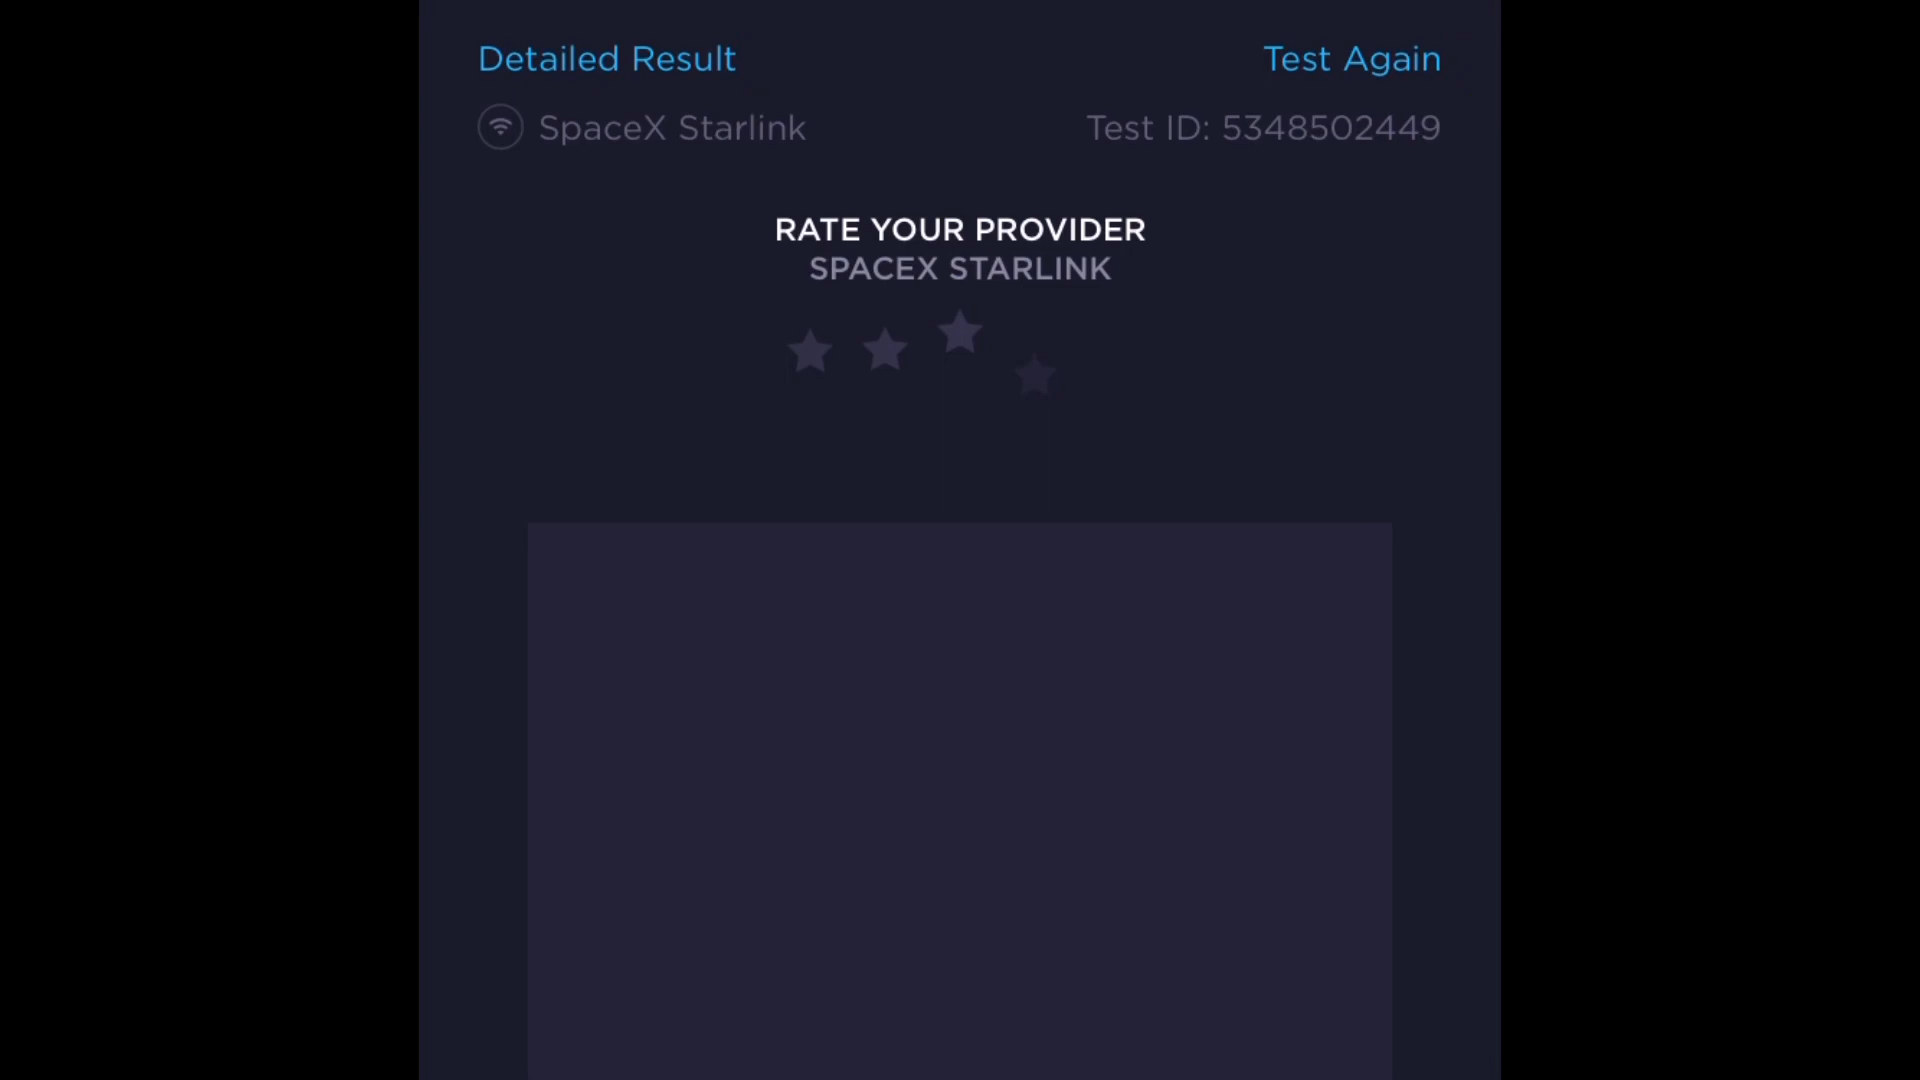 Detailed Result
Test Again
SpaceX Starlink
Test ID: 5348502449
RATE YOUR PROVIDER
SPACEX STARLINK